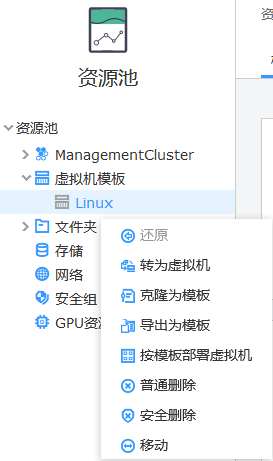 资源池
资源池
ManagementCluster
虚拟机模板
Linux
文件夹
存储
网络
安全组
GPU资
还原
转为虚拟机
克隆为模板
导出为模板
按模板部署虚拟机
普通删除
安全删除
移动